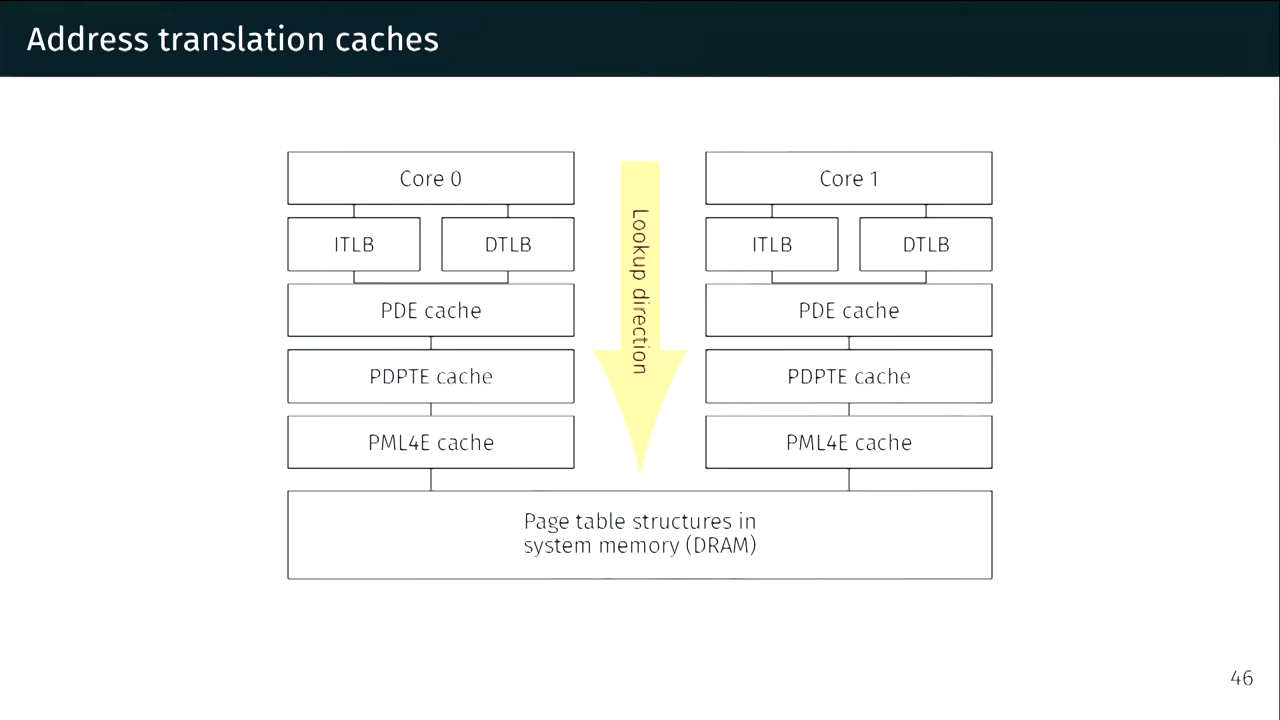 Address translation caches
Core 0
ITLB
DTLB
PDE cache
PDPTE cache
PML4E cache
Lookup direction
Core 1
ITLB
DTLB
PDE cache
PDPTE cache
PML4E cache
Page table structures in
system memory (DRAM)
46